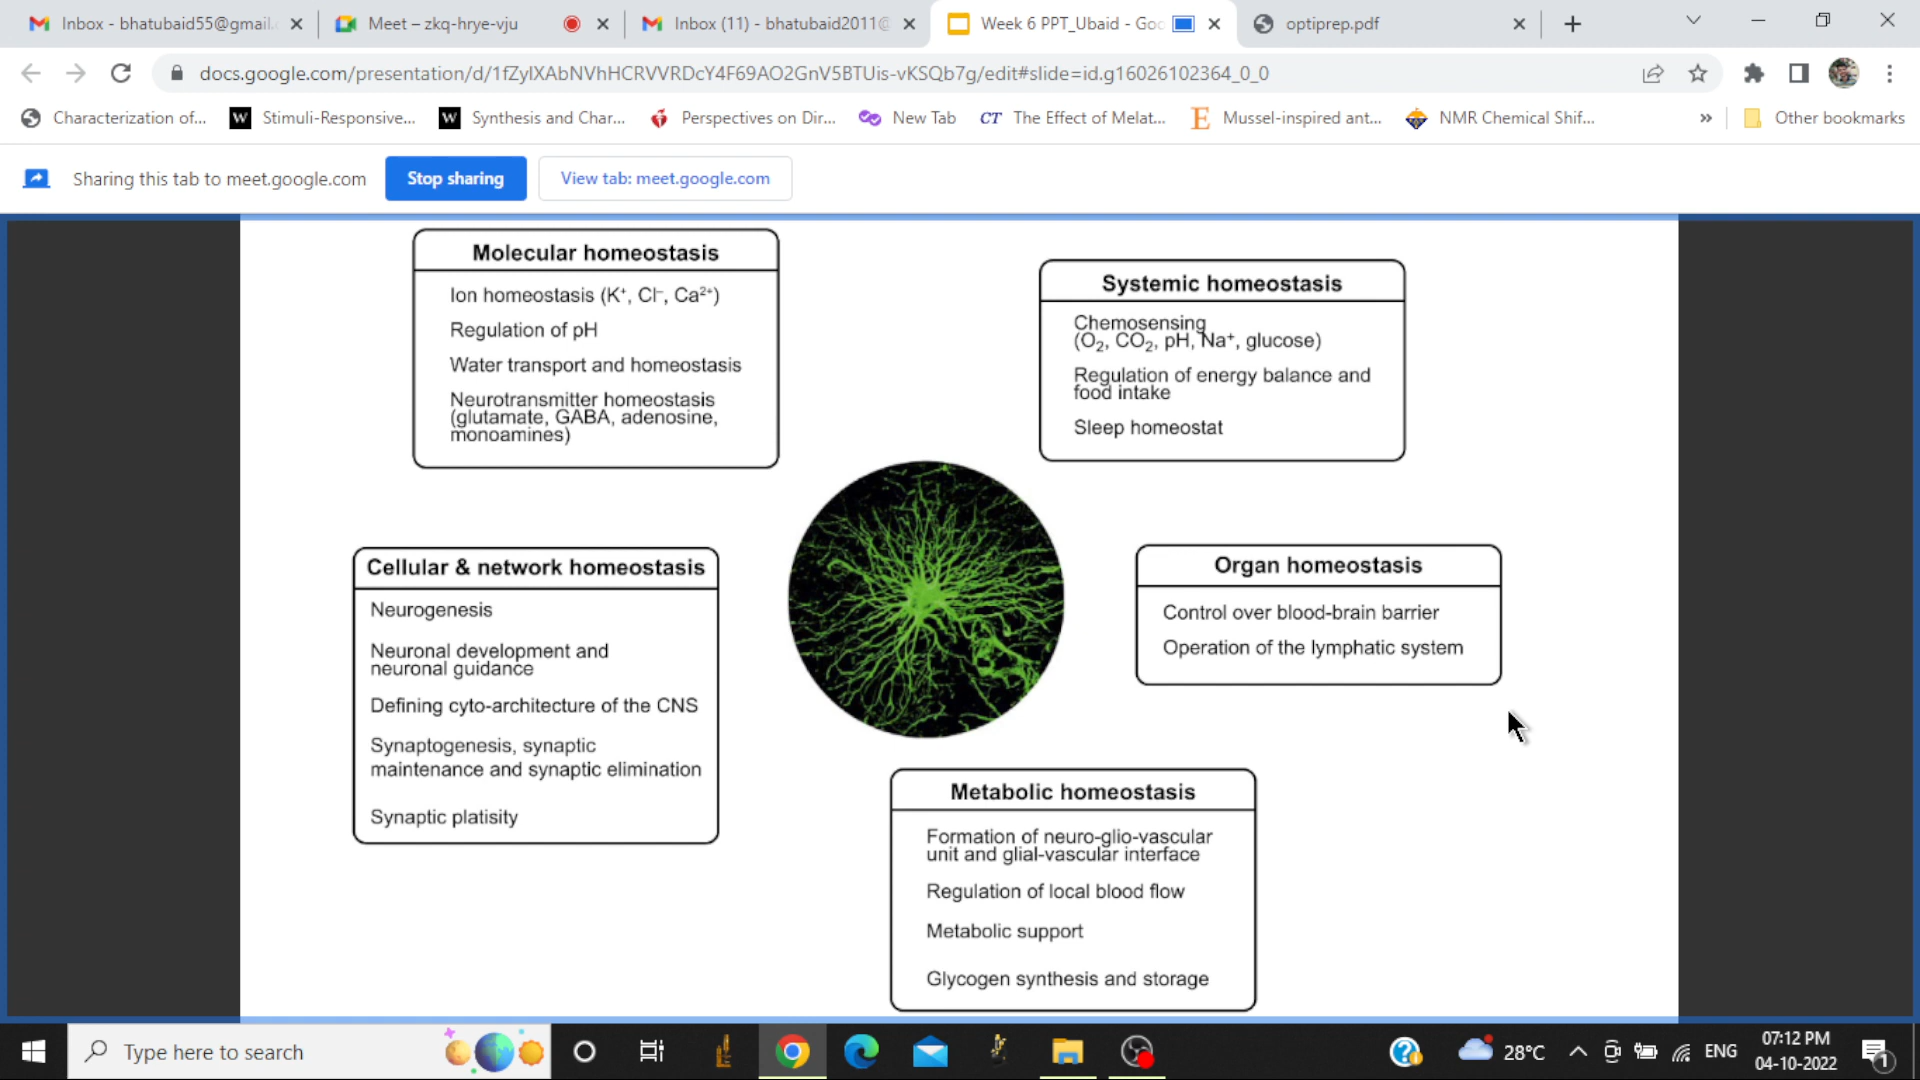 Inbox - bhatubaid55@gmail.
Meet – zkq-hrye-vju
Inbox (11) - bhatubaid2011@
Week 6 PPT_Ubaid - Goo
optiprep.pdf
docs.google.com/presentation/d/1fZylXAbNVhHCRVVRDcY4F69AO2GnV5BTUis-vKSQb7g/edit#slide=id.g16026102364_0_0
Characterization of...
W Stimuli-Responsive...
W Synthesis and Char...
Perspectives on Dir...
New Tab
CT The Effect of Melat...
E Mussel-inspired ant...
NMR Chemical Shif...
»
Other bookmarks
Sharing this tab to meet.google.com
Stop sharing
View tab: meet.google.com
Molecular homeostasis
Ion homeostasis (K⁺, Cl⁻, Ca²⁺)
Regulation of pH
Water transport and homeostasis
Neurotransmitter homeostasis
(glutamate, GABA, adenosine,
monoamines)
Systemic homeostasis
Chemosensing
(O₂, CO₂, pH, Na⁺, glucose)
Regulation of energy balance and
food intake
Sleep homeostat
Cellular & network homeostasis
Neurogenesis
Neuronal development and
neuronal guidance
Defining cyto-architecture of the CNS
Synaptogenesis, synaptic
maintenance and synaptic elimination
Synaptic platisity
Organ homeostasis
Control over blood-brain barrier
Operation of the lymphatic system
Metabolic homeostasis
Formation of neuro-glio-vascular
unit and glial-vascular interface
Regulation of local blood flow
Metabolic support
Glycogen synthesis and storage
Type here to search
28°C
ENG
07:12 PM
04-10-2022
1